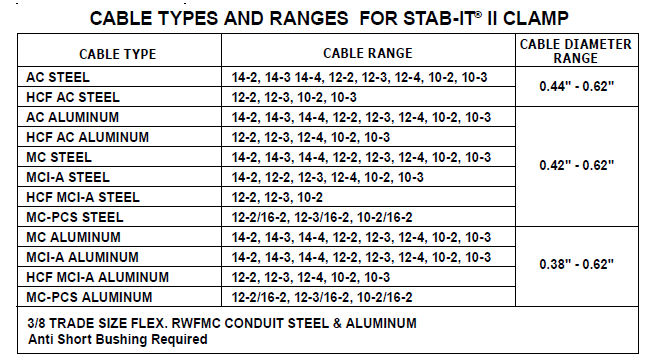 CABLE TYPES AND RANGES FOR STAB-IT® II CLAMP
CABLE TYPE CABLE RANGE CABLE DIAMETER RANGE
AC STEEL 14-2, 14-3 14-4, 12-2, 12-3, 12-4, 10-2, 10-3 0.44" - 0.62"
HCF AC STEEL 12-2, 12-3, 10-2, 10-3
AC ALUMINUM 14-2, 14-3, 14-4, 12-2, 12-3, 12-4, 10-2, 10-3 0.42" - 0.62"
HCF AC ALUMINUM 12-2, 12-3, 12-4, 10-2, 10-3
MC STEEL 14-2, 14-3, 14-4, 12-2, 12-3, 12-4, 10-2, 10-3
MCI-A STEEL 14-2, 12-2, 12-3, 12-4, 10-2, 10-3
HCF MCI-A STEEL 12-2, 12-3, 10-2
MC-PCS STEEL 12-2/16-2, 12-3/16-2, 10-2/16-2
MC ALUMINUM 14-2, 14-3, 14-4, 12-2, 12-3, 12-4, 10-2, 10-3 0.38" - 0.62"
MCI-A ALUMINUM 14-2, 14-3, 14-4, 12-2, 12-3, 12-4, 10-2, 10-3
HCF MCI-A ALUMINUM 12-2, 12-3, 12-4, 10-2, 10-3
MC-PCS ALUMINUM 12-2/16-2, 12-3/16-2, 10-2/16-2
3/8 TRADE SIZE FLEX. RWFMC CONDUIT STEEL & ALUMINUM
Anti Short Bushing Required